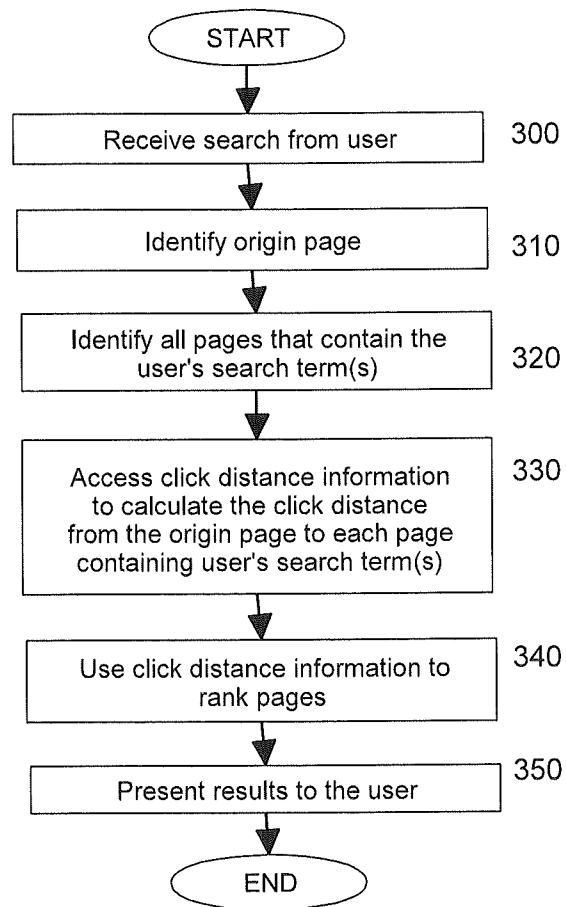 START
Receive search from user
300
Identify origin page
310
Identify all pages that contain the
user's search term(s)
320
Access click distance information
to calculate the click distance
from the origin page to each page
containing user's search term(s)
330
Use click distance information to
rank pages
340
Present results to the user
350
END